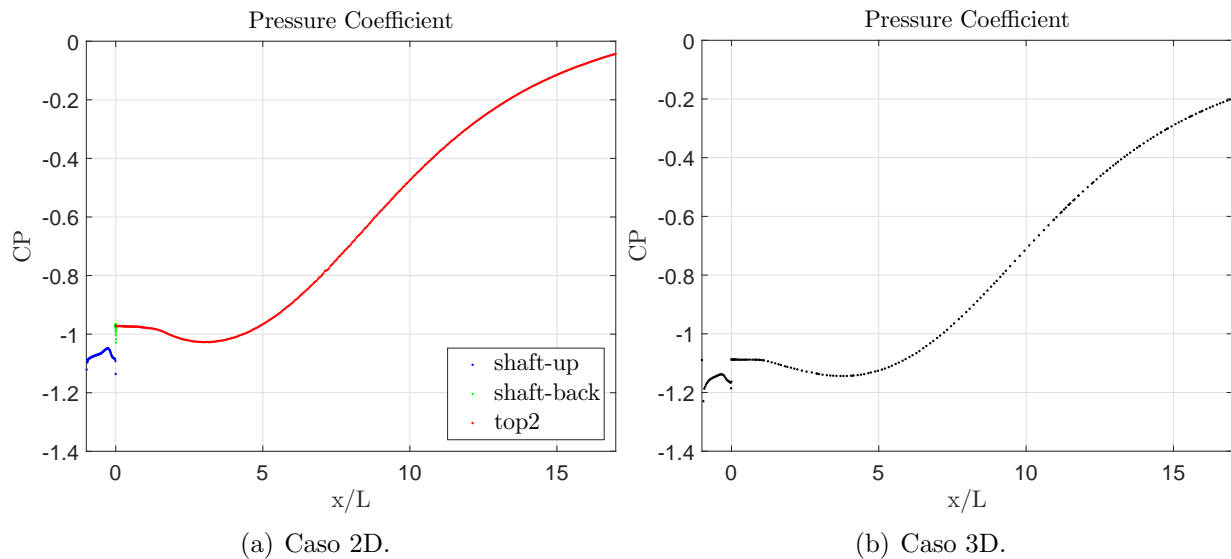 Pressure Coefficient
0
-0.2
-0.4
-0.6
-0.8
-1
-1.2
-1.4
CP
0
5
10
15
x/L
shaft-up
shaft-back
top2
(a) Caso 2D.
Pressure Coefficient
0
-0.2
-0.4
-0.6
-0.8
-1
-1.2
-1.4
CP
0
5
10
15
x/L
(b) Caso 3D.